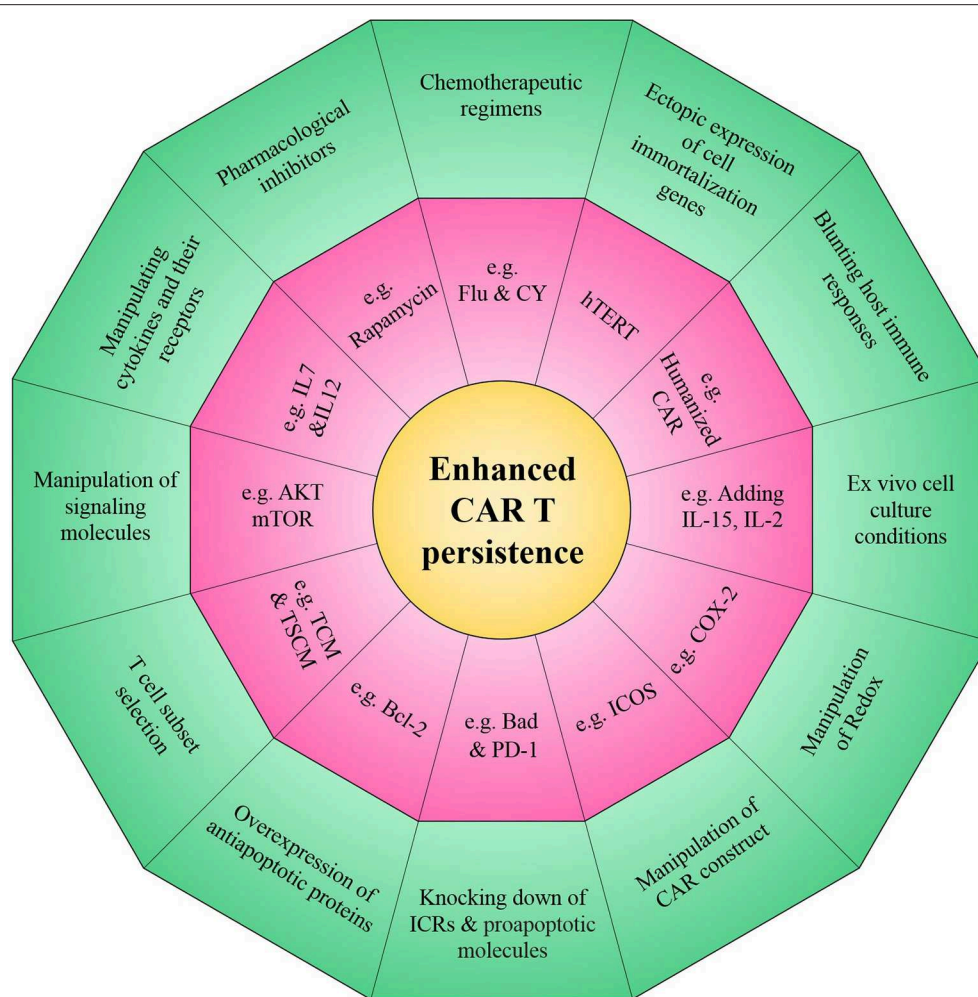 Chemotherapeutic
regimens
Ectopic expression
of cell
immortalization
genes
Blunting host immune
responses
Ex vivo cell
culture
conditions
Manipulation
of Redox
Manipulation of
CAR construct
Knocking down of
ICRs & proapoptotic
molecules
Overexpression of
antiapoptotic proteins
T cell subset
selection
Manipulation of
signaling
molecules
Manipulating
cytokines and their
receptors
Pharmacological
inhibitors
e.g.
Flu & CY
hTERT
e.g.
Humanized
CAR
e.g. Adding
IL-15, IL-2
e.g. COX-2
e.g. ICOS
e.g. Bad
& PD-1
e.g. Bcl-2
e.g. TCM
& TSCM
e.g. AKT
mTOR
e.g. IL7
&IL12
e.g.
Rapamycin
Enhanced
CAR T
persistence